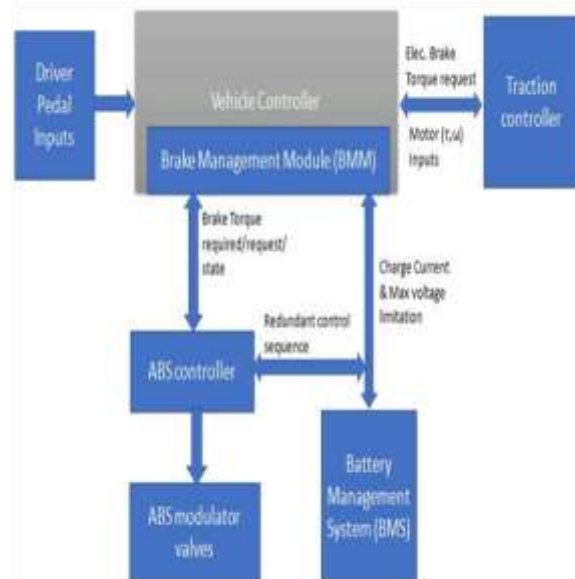 Driver
Pedal
Inputs
Vehicle Controller
Brake Management Module (BMM)
Elec. Brake
Torque request
Motor (τ,ω)
Inputs
Traction
controller
Brake Torque
required/request/
state
Charge Current
& Max voltage
limitation
Redundant control
sequence
ABS controller
ABS modulator
valves
Battery
Management
System (BMS)